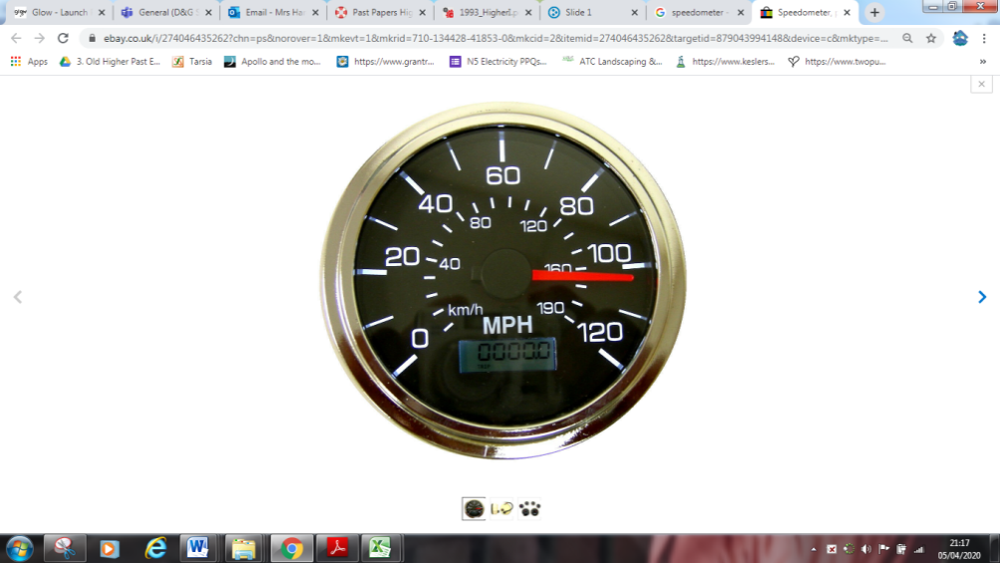 Glow - Launch
General (D&G S
Email - Mrs Ha
Past Papers Hig
1993_HigherI.p
Slide 1
speedometer -
Speedometer, p
ebay.co.uk/i/274046435262?chn=ps&norover=1&mkevt=1&mkrid=710-134428-41853-0&mkcid=2&itemid=274046435262&targetid=879043994148&device=c&mktype=...
Apps
3. Old Higher Past E...
Tarsia
Apollo and the mo...
https://www.grantr...
N5 Electricity PPQs...
ATC Landscaping &...
https://www.keslers...
https://www.twopu...
60
40 80
80 120
20 40
100
160
km/h 190
MPH
0 120
0000.0
21:17
05/04/2020